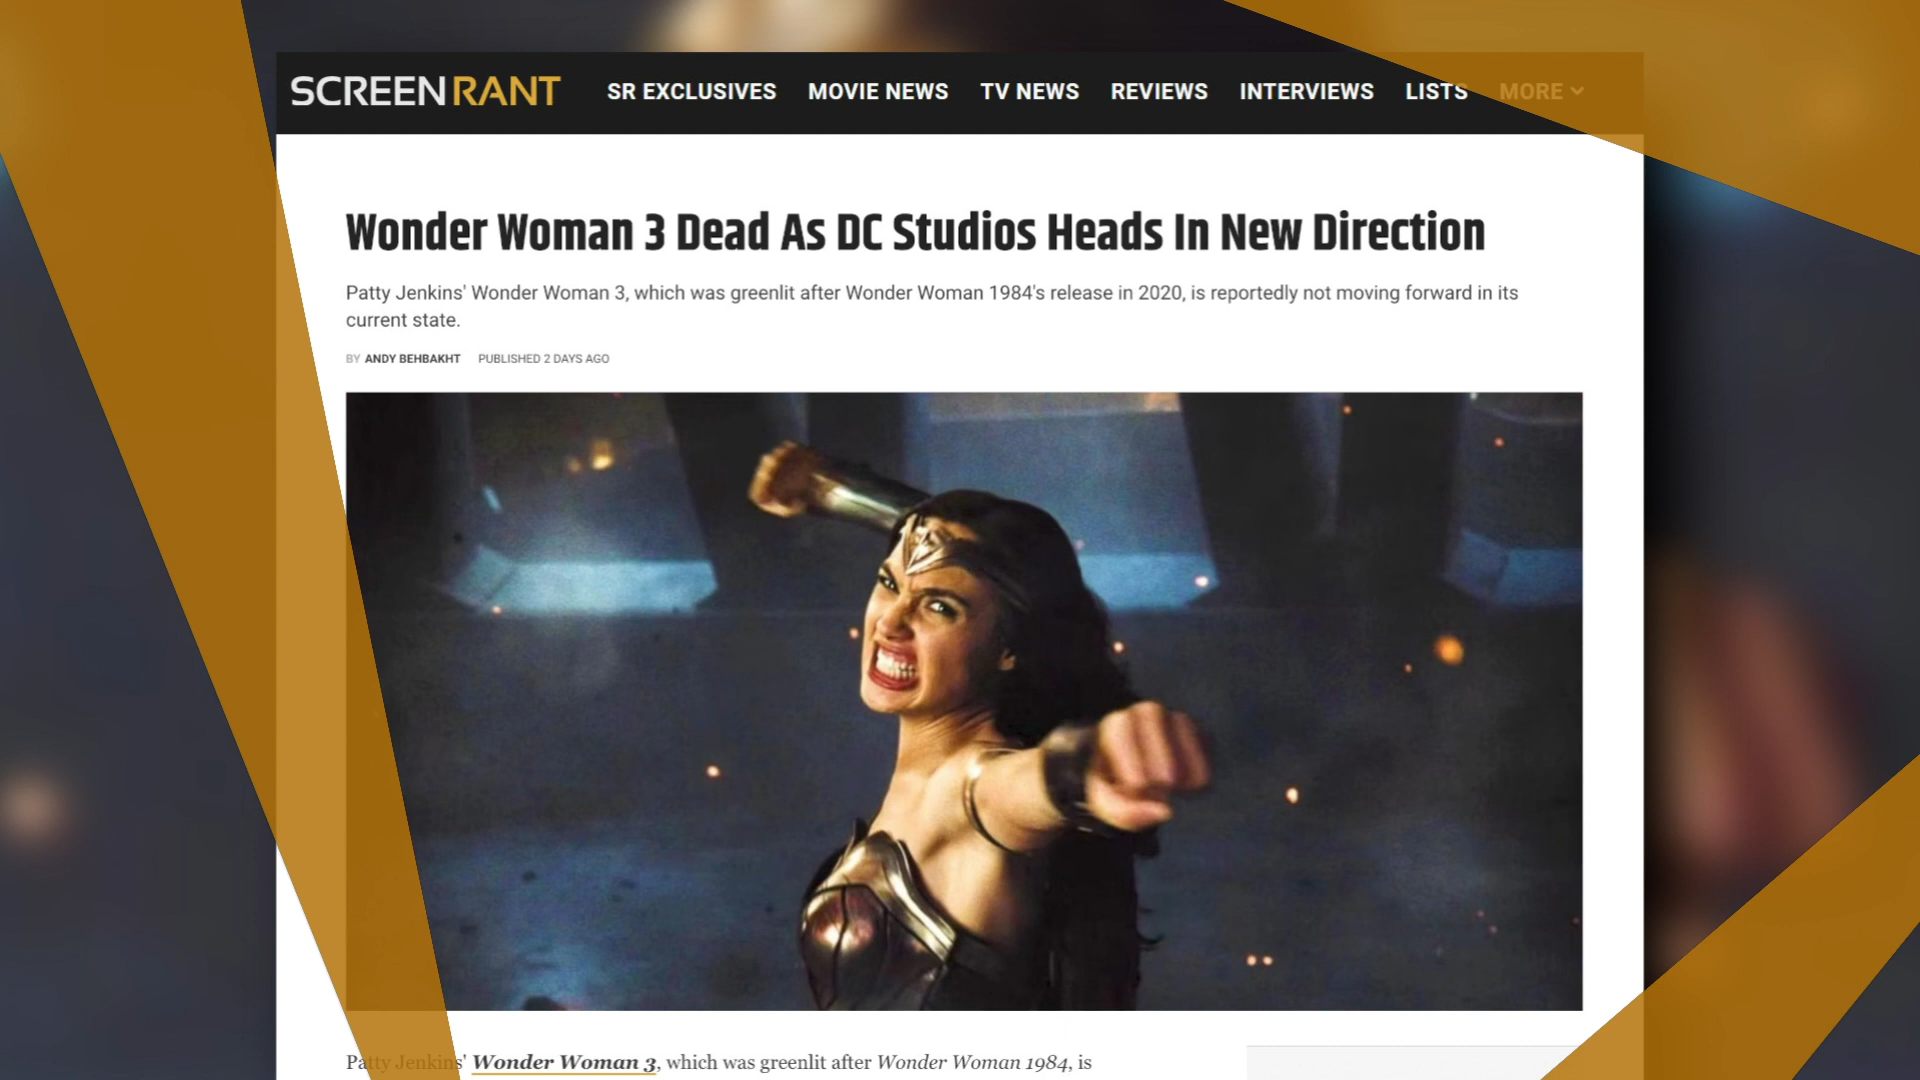 SCREENRANT SR EXCLUSIVES MOVIE NEWS TV NEWS REVIEWS INTERVIEWS LISTS MORE
Wonder Woman 3 Dead As DC Studios Heads In New Direction
Patty Jenkins' Wonder Woman 3, which was greenlit after Wonder Woman 1984's release in 2020, is reportedly not moving forward in its
current state.
BY ANDY BEHBAKHT PUBLISHED 2 DAYS AGO
Patty Jenkins' Wonder Woman 3, which was greenlit after Wonder Woman 1984, is